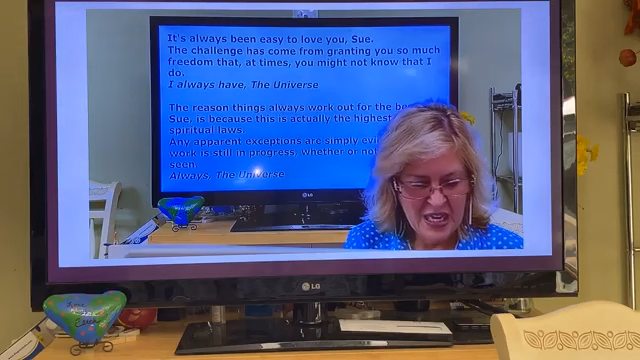 It's always been easy to love you, Sue.
The challenge has come from granting you so much
freedom that, at times, you might not know that I
do.
I always have, The Universe
The reason things always work out for the be
Sue, is because this is actually the highest
spiritual laws.
Any apparent exceptions are simply evi
work is still in progress, whether or not
seen.
Always, The Universe
LG
LG